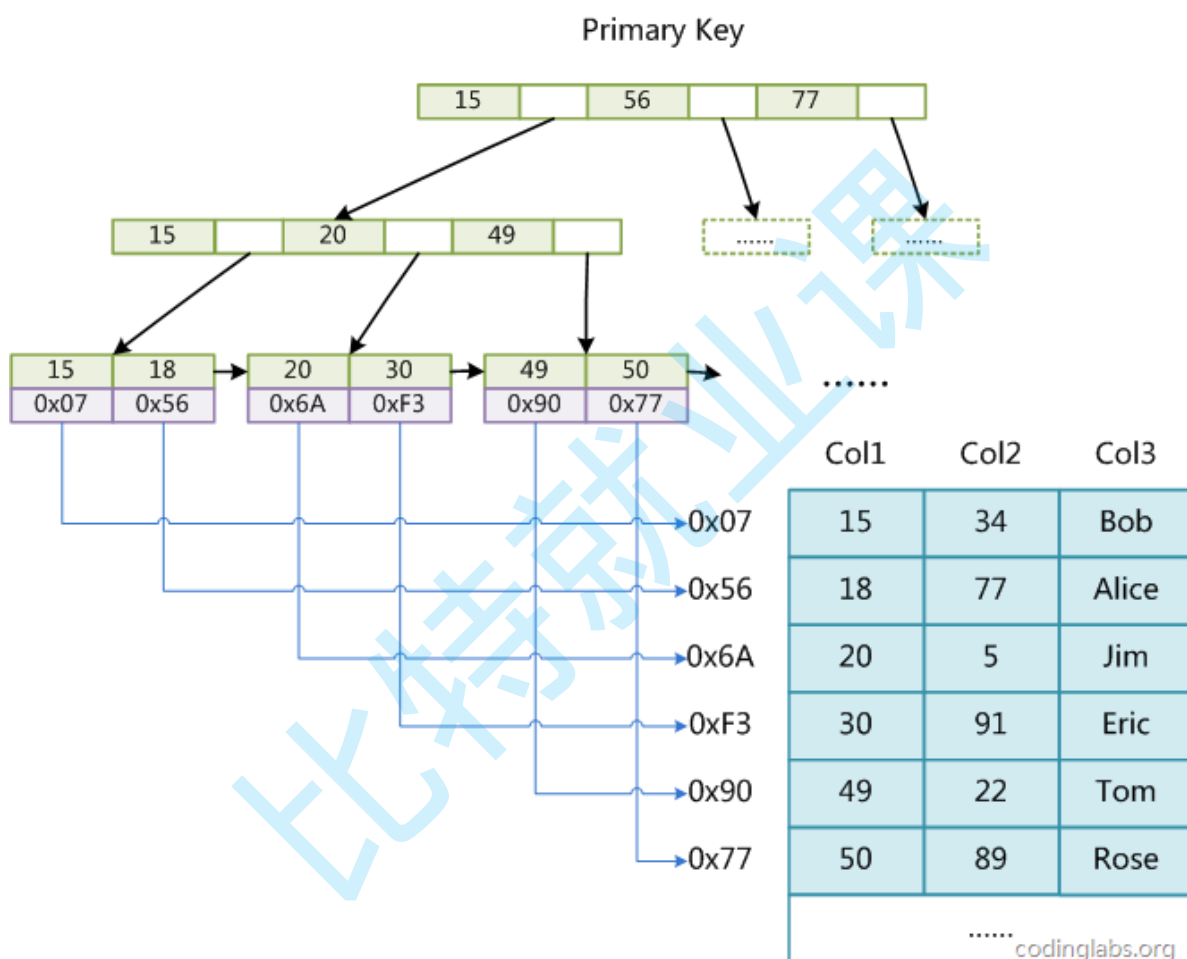 Primary Key
15 56 77
15 20 49
...... ......
15 18 20 30 49 50
0x07 0x56 0x6A 0xF3 0x90 0x77
......
Col1 Col2 Col3
0x07 15 34 Bob
0x56 18 77 Alice
0x6A 20 5 Jim
0xF3 30 91 Eric
0x90 49 22 Tom
0x77 50 89 Rose
......
codinglabs.org
比特就业课